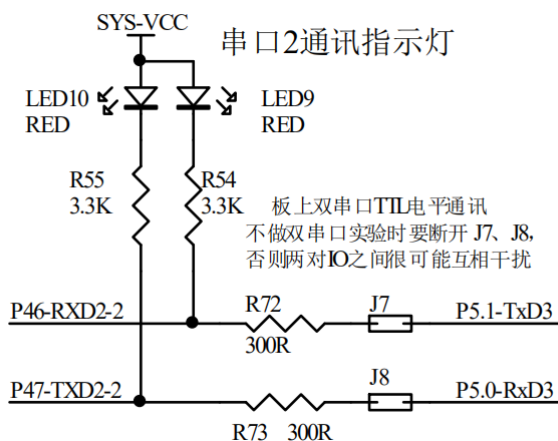 SYS-VCC
串口2通讯指示灯
LED10
RED
LED9
RED
R55
3.3K
R54
3.3K
板上双串口TTL电平通讯
不做双串口实验时要断开 J7、J8,
否则两对IO之间很可能互相干扰
P46-RXD2-2
R72
300R
J7
P5.1-TxD3
P47-TXD2-2
R73 300R
J8
P5.0-RxD3